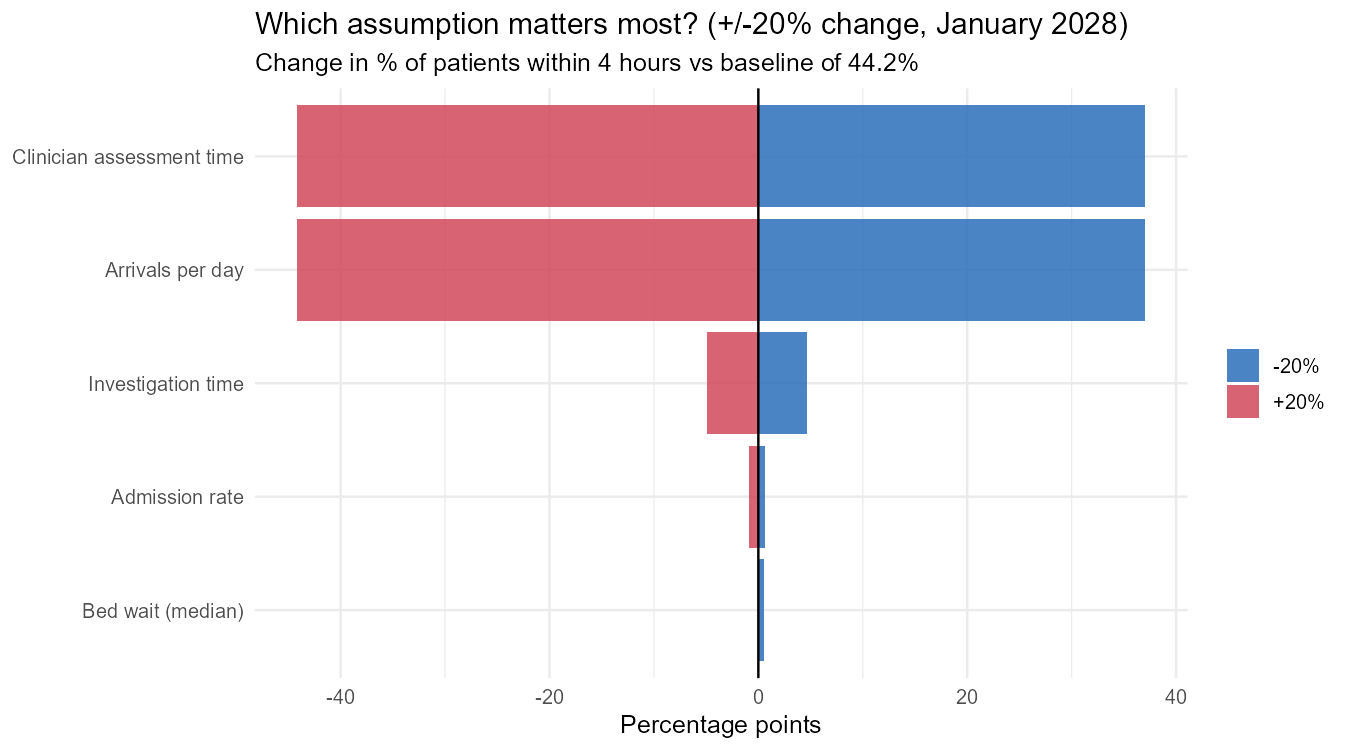 Which assumption matters most? (+/-20% change, January 2028)
Change in % of patients within 4 hours vs baseline of 44.2%
Clinician assessment time
Arrivals per day
Investigation time
Admission rate
Bed wait (median)
-40 -20 0 20 40
Percentage points
-20%
+20%